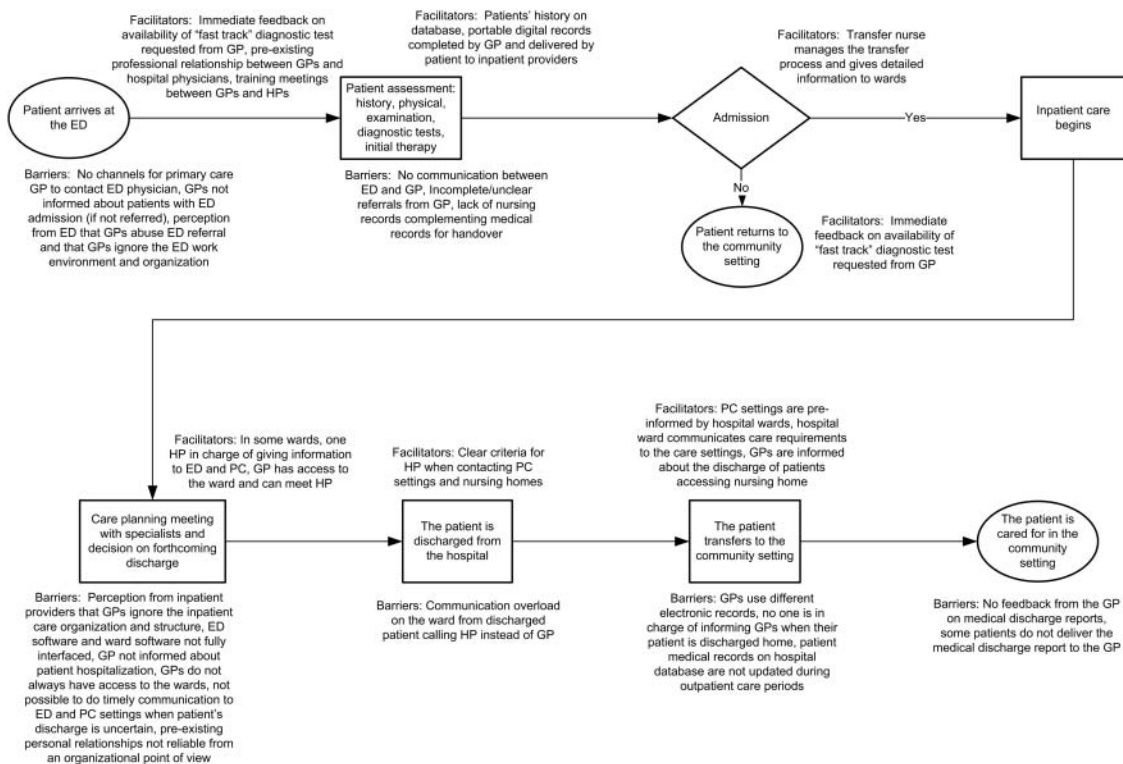 Facilitators: Immediate feedback on
availability of "fast track" diagnostic test
requested from GP, pre-existing
professional relationship between GPs and
hospital physicians, training meetings
between GPs and HPs
Facilitators: Patients' history on
database, portable digital records
completed by GP and delivered by
patient to inpatient providers
Facilitators: Transfer nurse
manages the transfer
process and gives detailed
information to wards
Patient arrives at
the ED
Patient assessment:
history, physical,
examination,
diagnostic tests,
initial therapy
Admission
Yes
Inpatient care
begins
Barriers: No channels for primary care
GP to contact ED physician, GPs not
informed about patients with ED
admission (if not referred), perception
from ED that GPs abuse ED referral
and that GPs ignore the ED work
environment and organization
Barriers: No communication between
ED and GP, Incomplete/unclear
referrals from GP, lack of nursing
records complementing medical
records for handover
No
Patient returns to
the community
setting
Facilitators: Immediate
feedback on availability of
"fast track" diagnostic test
requested from GP
Facilitators: In some wards, one
HP in charge of giving information
to ED and PC, GP has access to
the ward and can meet HP
Facilitators: Clear criteria for
HP when contacting PC
settings and nursing homes
Facilitators: PC settings are pre-
informed by hospital wards, hospital
ward communicates care requirements
to the care settings, GPs are informed
about the discharge of patients
accessing nursing home
Care planning meeting
with specialists and
decision on forthcoming
discharge
The patient is
discharged from
the hospital
The patient
transfers to the
community setting
The patient is
cared for in the
community
setting
Barriers: Perception from inpatient
providers that GPs ignore the inpatient
care organization and structure, ED
software and ward software not fully
interfaced, GP not informed about
patient hospitalization, GPs do not
always have access to the wards, not
possible to do timely communication to
ED and PC settings when patient's
discharge is uncertain, pre-existing
personal relationships not reliable from
an organizational point of view
Barriers: Communication overload
on the ward from discharged
patient calling HP instead of GP
Barriers: GPs use different
electronic records, no one is in
charge of informing GPs when their
patient is discharged home, patient
medical records on hospital
database are not updated during
outpatient care periods
Barriers: No feedback from the GP
on medical discharge reports,
some patients do not deliver the
medical discharge report to the GP